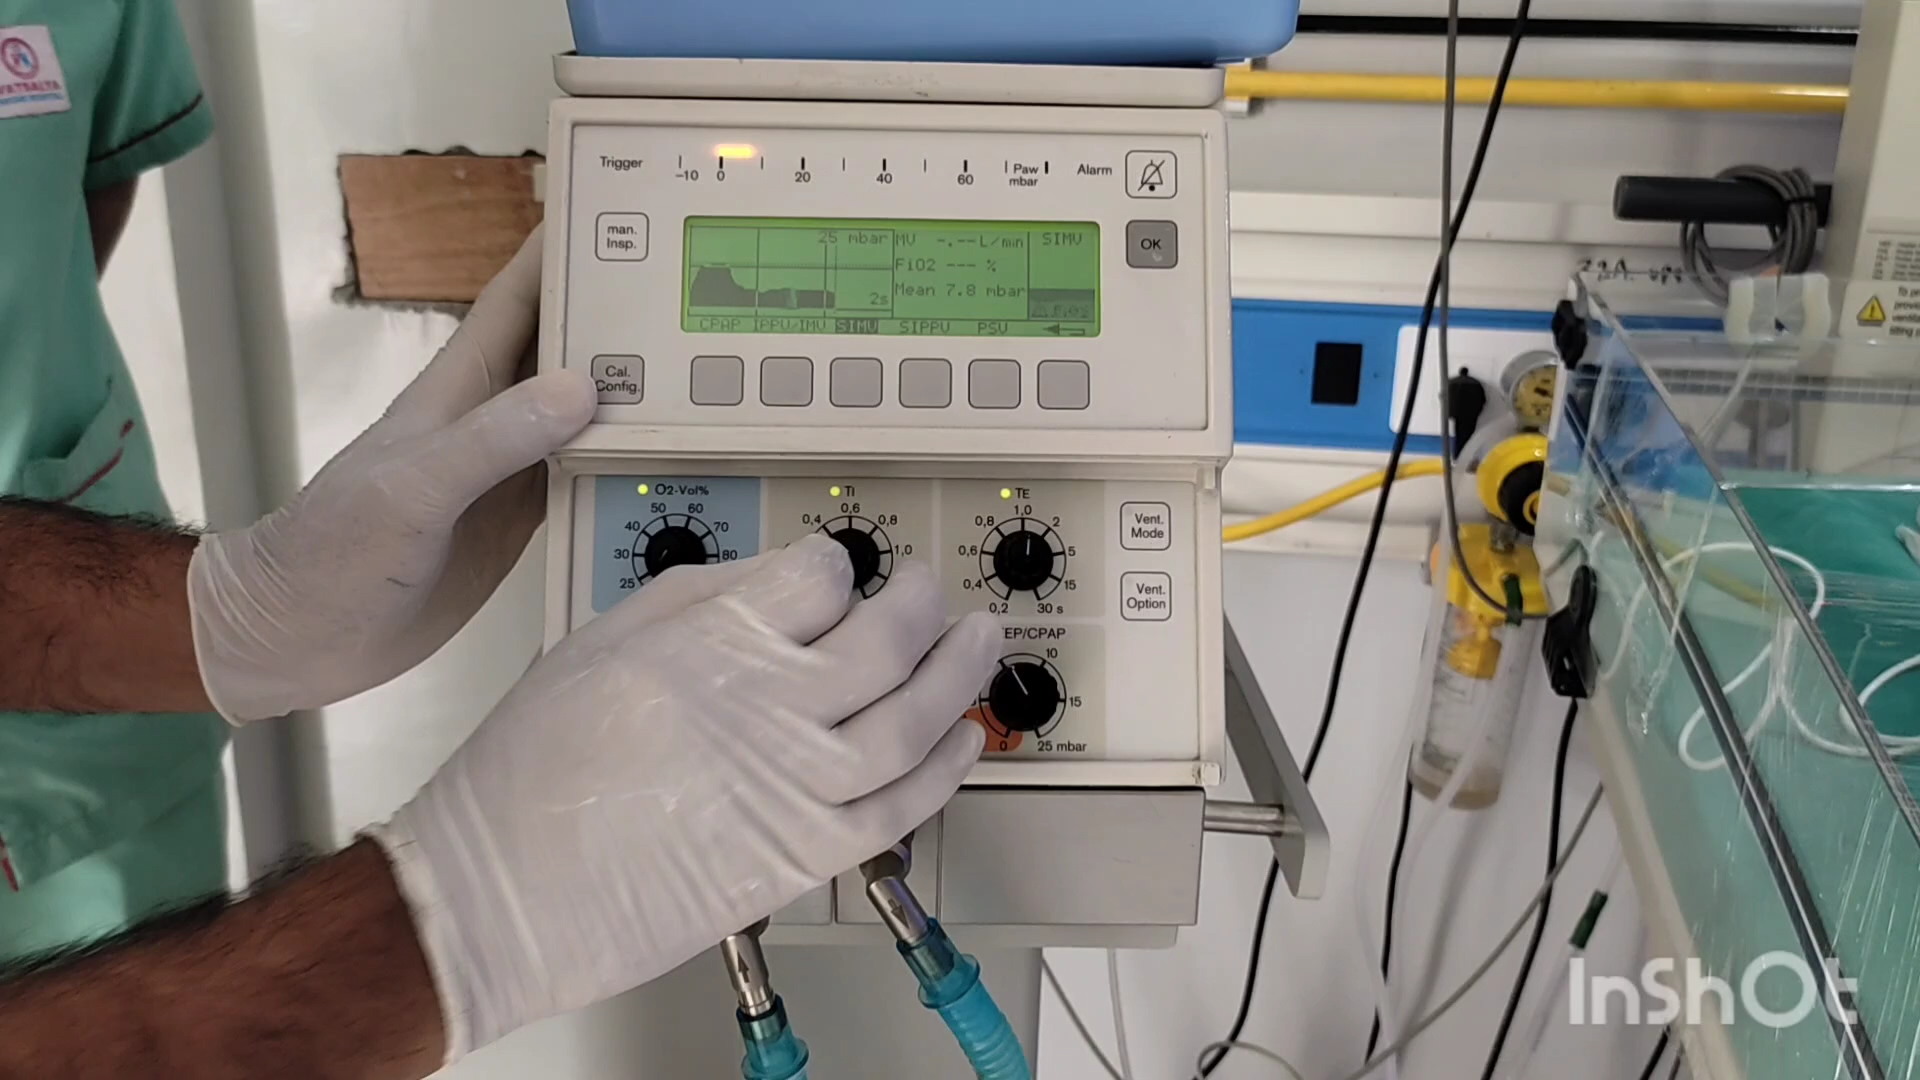 VATSALYA
Trigger
-10 0 20 40 60
Paw
mbar
Alarm
man.
Insp.
25 mbar
MV -.-- L/min
SIMV
FiO2 --- %
Mean 7.8 mbar
2s
CPAP IPPV/IMV SIMV SIPPV PSV
OK
Cal.
Config.
O2-Vol%
25 30 40 50 60 70 80
TI
0,4 0,6 0,8 1,0
TE
0,2 0,4 0,6 0,8 1,0 2 5 15 30 s
Vent.
Mode
Vent.
Option
EP/CPAP
0 10 15 25 mbar
InShOt